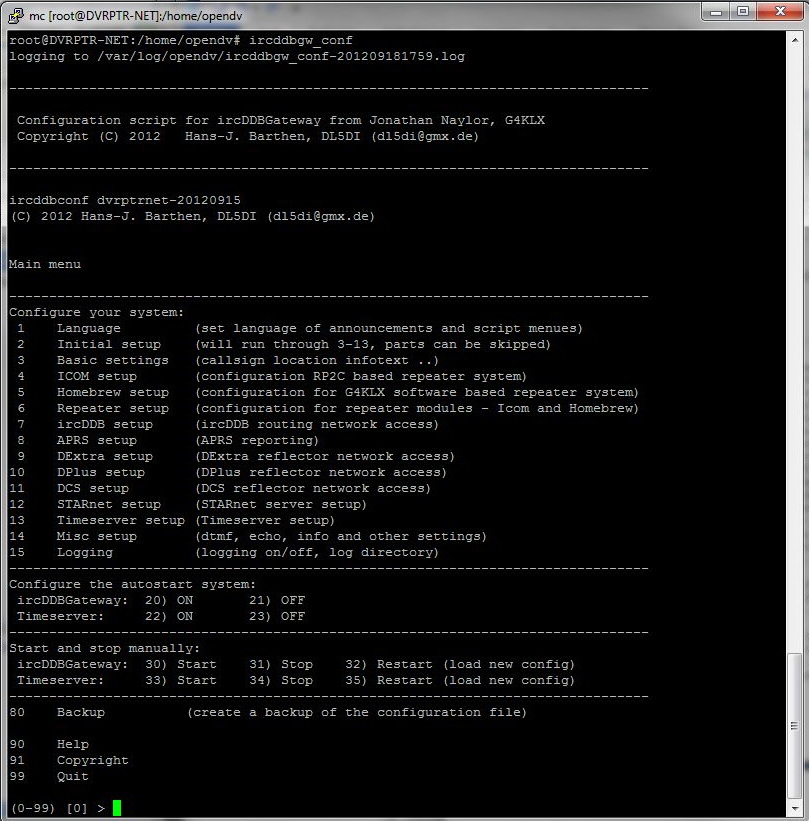 mc [root@DVRPTR-NET]:/home/opendv
root@DVRPTR-NET:/home/opendv# ircddbgw_conf
logging to /var/log/opendv/ircddbgw_conf-201209181759.log
--------------------------------------------------------------------------------
Configuration script for ircDDBGateway from Jonathan Naylor, G4KLX
Copyright (C) 2012   Hans-J. Barthen, DL5DI (dl5di@gmx.de)
--------------------------------------------------------------------------------
ircddbconf dvrptrnet-20120915
(C) 2012 Hans-J. Barthen, DL5DI (dl5di@gmx.de)
Main menu
--------------------------------------------------------------------------------
Configure your system:
1    Language         (set language of announcements and script menues)
2    Initial setup    (will run through 3-13, parts can be skipped)
3    Basic settings   (callsign location infotext ..)
4    ICOM setup       (configuration RP2C based repeater system)
5    Homebrew setup   (configuration for G4KLX software based repeater system)
6    Repeater setup   (configuration for repeater modules - Icom and Homebrew)
7    ircDDB setup     (ircDDB routing network access)
8    APRS setup       (APRS reporting)
9    DExtra setup     (DExtra reflector network access)
10    DPlus setup      (DPlus reflector network access)
11    DCS setup        (DCS reflector network access)
12    STARnet setup    (STARnet server setup)
13    Timeserver setup (Timeserver setup)
14    Misc setup       (dtmf, echo, info and other settings)
15    Logging          (logging on/off, log directory)
--------------------------------------------------------------------------------
Configure the autostart system:
ircDDBGateway:  20) ON       21) OFF
Timeserver:     22) ON       23) OFF
--------------------------------------------------------------------------------
Start and stop manually:
ircDDBGateway:  30) Start    31) Stop    32) Restart (load new config)
Timeserver:     33) Start    34) Stop    35) Restart (load new config)
--------------------------------------------------------------------------------
80    Backup          (create a backup of the configuration file)
90    Help
91    Copyright
99    Quit
(0-99) [0] >